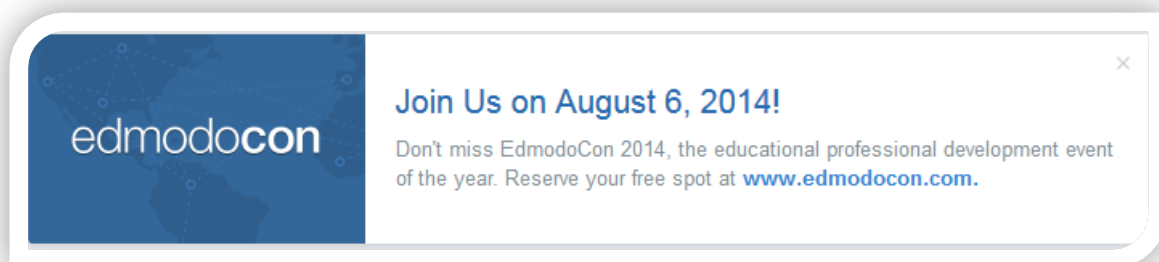 edmodocon
Join Us on August 6, 2014!
Don't miss EdmodoCon 2014, the educational professional development event
of the year. Reserve your free spot at www.edmodocon.com.